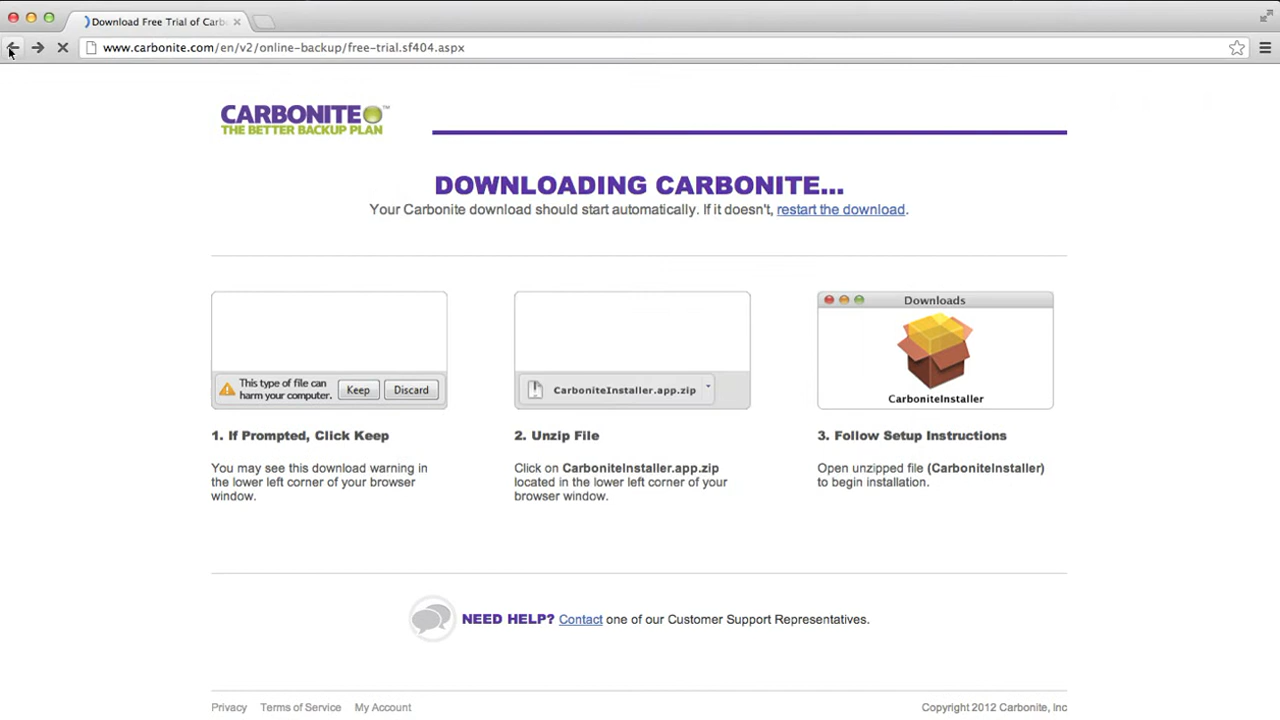 Download Free Trial of Carb
www.carbonite.com/en/v2/online-backup/free-trial.sf404.aspx
CARBONITE™
THE BETTER BACKUP PLAN
DOWNLOADING CARBONITE...
Your Carbonite download should start automatically. If it doesn't, restart the download.
This type of file can
harm your computer.
Keep
Discard
CarboniteInstaller.app.zip
Downloads
CarboniteInstaller
1. If Prompted, Click Keep
You may see this download warning in
the lower left corner of your browser
window.
2. Unzip File
Click on CarboniteInstaller.app.zip
located in the lower left corner of your
browser window.
3. Follow Setup Instructions
Open unzipped file (CarboniteInstaller)
to begin installation.
NEED HELP? Contact one of our Customer Support Representatives.
Privacy Terms of Service My Account
Copyright 2012 Carbonite, Inc